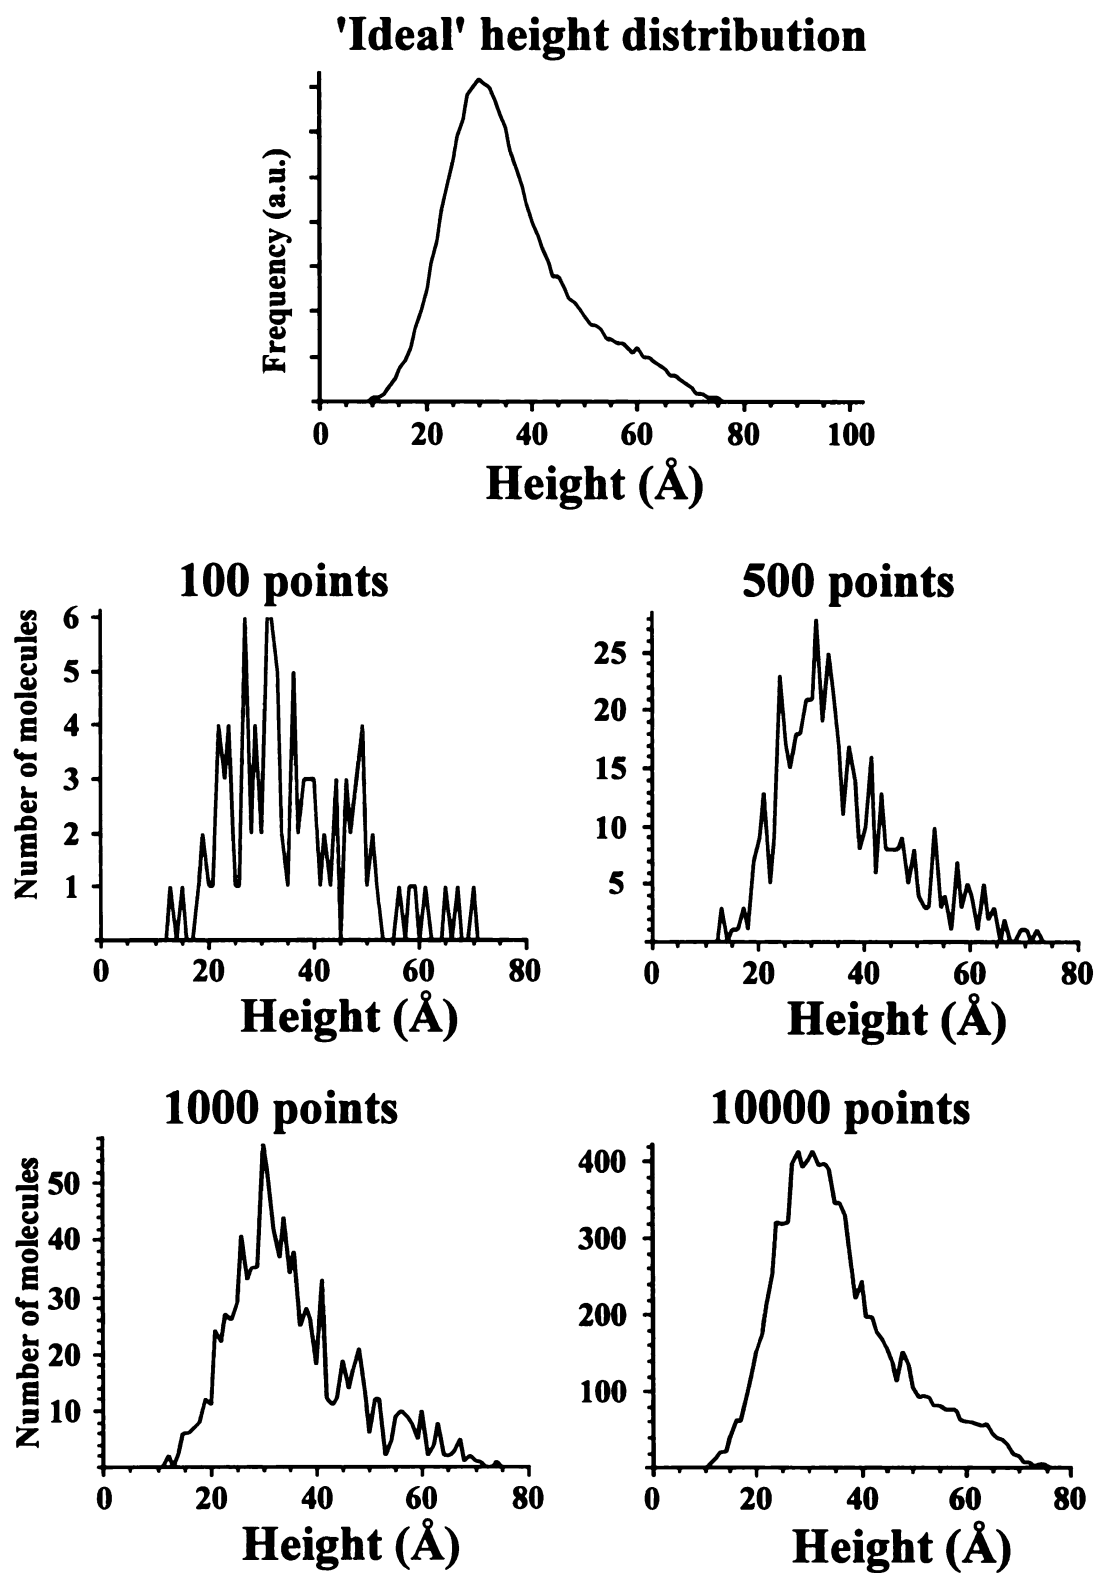 'Ideal' height distribution
Frequency (a.u.)
0 20 40 60 80 100
Height (Å)
100 points
Number of molecules
6
5
4
3
2
1
0 20 40 60 80
Height (Å)
500 points
25
20
15
10
5
0 20 40 60 80
Height (Å)
1000 points
Number of molecules
50
40
30
20
10
0 20 40 60 80
Height (Å)
10000 points
400
300
200
100
0 20 40 60 80
Height (Å)